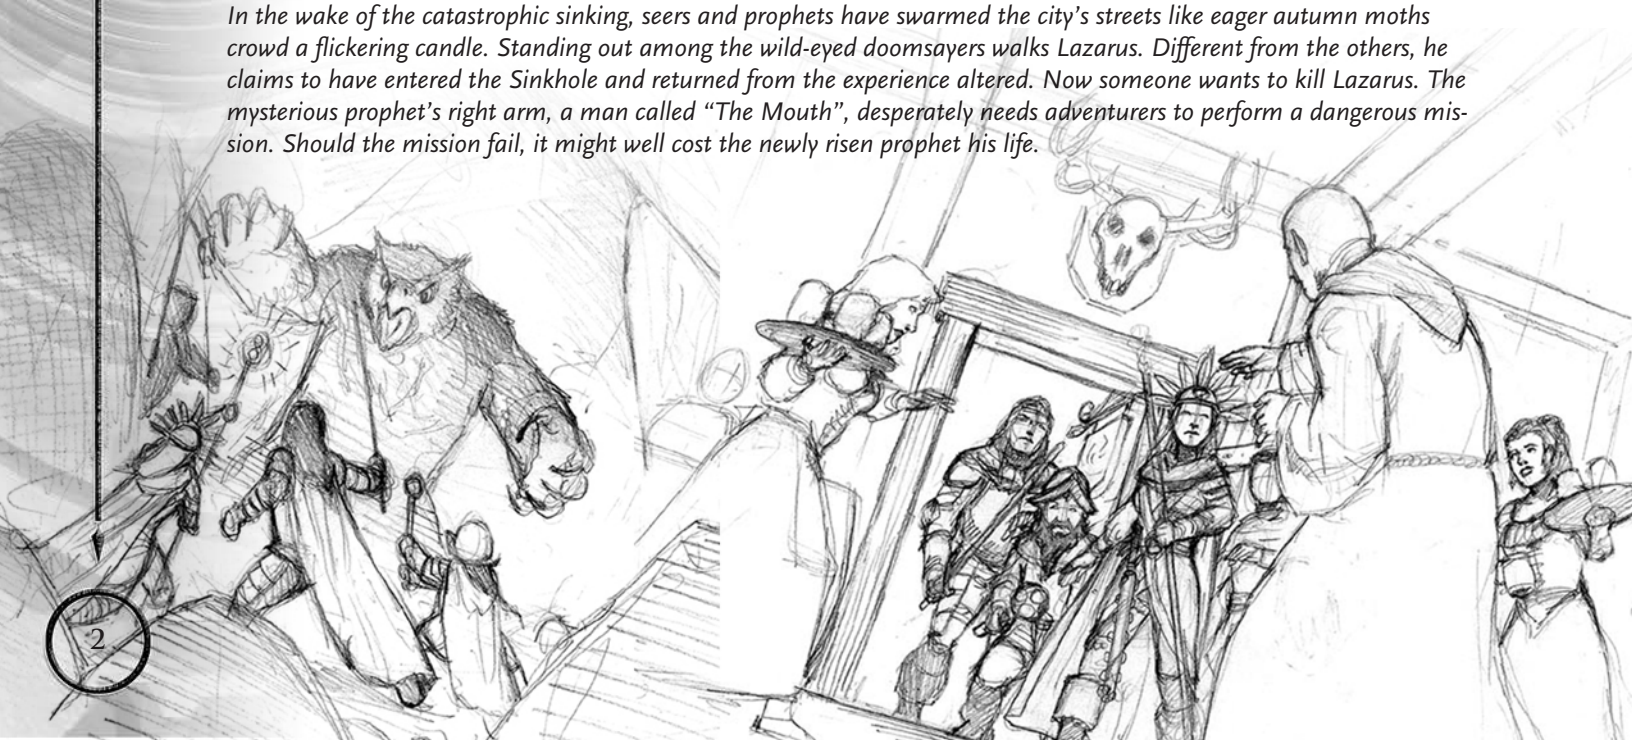 In the wake of the catastrophic sinking, seers and prophets have swarmed the city’s streets like eager autumn moths
crowd a flickering candle. Standing out among the wild-eyed doomsayers walks Lazarus. Different from the others, he
claims to have entered the Sinkhole and returned from the experience altered. Now someone wants to kill Lazarus. The
mysterious prophet’s right arm, a man called “The Mouth”, desperately needs adventurers to perform a dangerous mis-
sion. Should the mission fail, it might well cost the newly risen prophet his life.
2